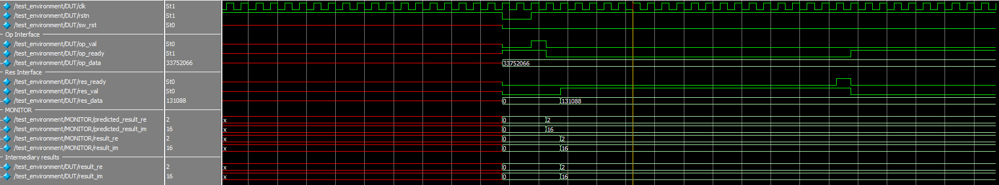 /test_environment/DUT/clk St1
/test_environment/DUT/rstn St1
/test_environment/DUT/sw_rst St0
Op Interface
/test_environment/DUT/op_val St0
/test_environment/DUT/op_ready St1
/test_environment/DUT/op_data 33752066 33752066
Res Interface
/test_environment/DUT/res_ready St0
/test_environment/DUT/res_val St0
/test_environment/DUT/res_data 131088 0 131088
MONITOR
/test_environment/MONITOR/predicted_result_re 2 x 0 2
/test_environment/MONITOR/predicted_result_im 16 x 0 16
/test_environment/MONITOR/result_re 2 x 0 2
/test_environment/MONITOR/result_im 16 x 0 16
Intermediary results
/test_environment/DUT/result_re 2 x 0 2
/test_environment/DUT/result_im 16 x 0 16